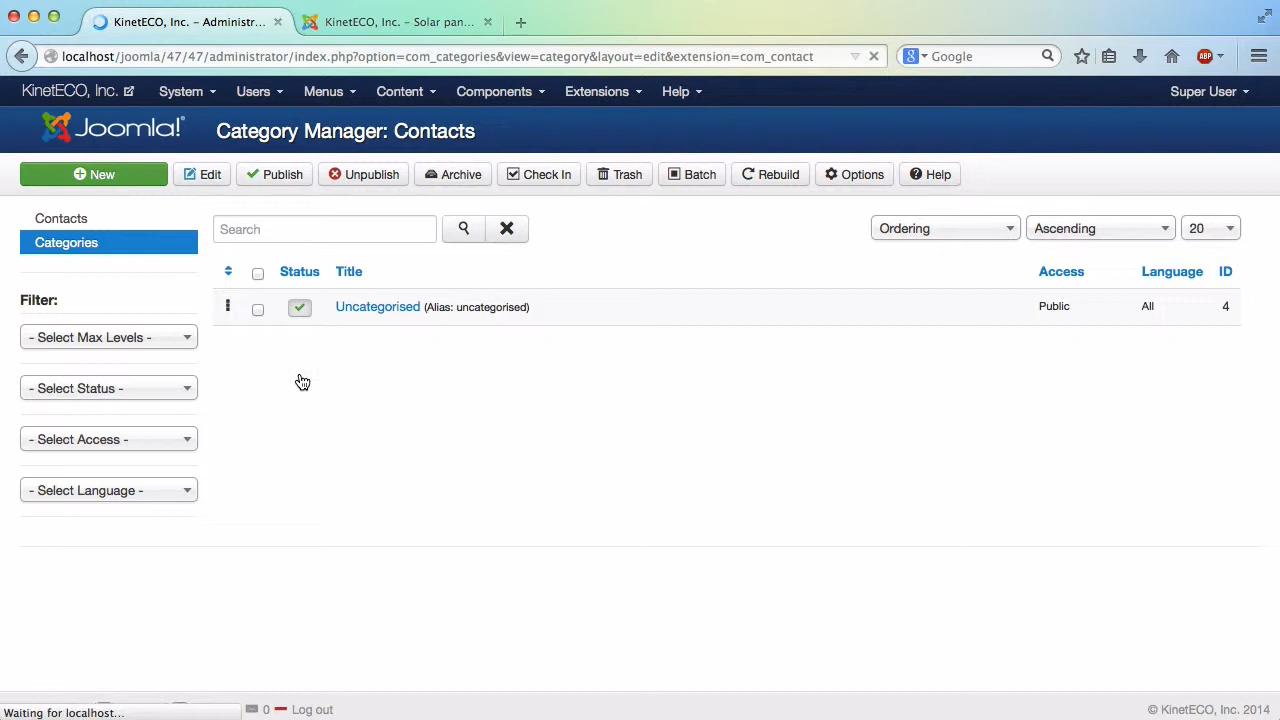 KinetECO, Inc. – Administr...
KinetECO, Inc. – Solar pan...
localhost/joomla/47/47/administrator/index.php?option=com_categories&view=category&layout=edit&extension=com_contact
Google
ABP
KinetECO, Inc. System Users Menus Content Components Extensions Help Super User
Joomla!® Category Manager: Contacts
New Edit Publish Unpublish Archive Check In Trash Batch Rebuild Options Help
Contacts
Categories
Search
Ordering Ascending 20
Status Title Access Language ID
Uncategorised (Alias: uncategorised) Public All 4
Filter:
- Select Max Levels -
- Select Status -
- Select Access -
- Select Language -
Waiting for localhost...
0 Log out
© KinetECO, Inc. 2014